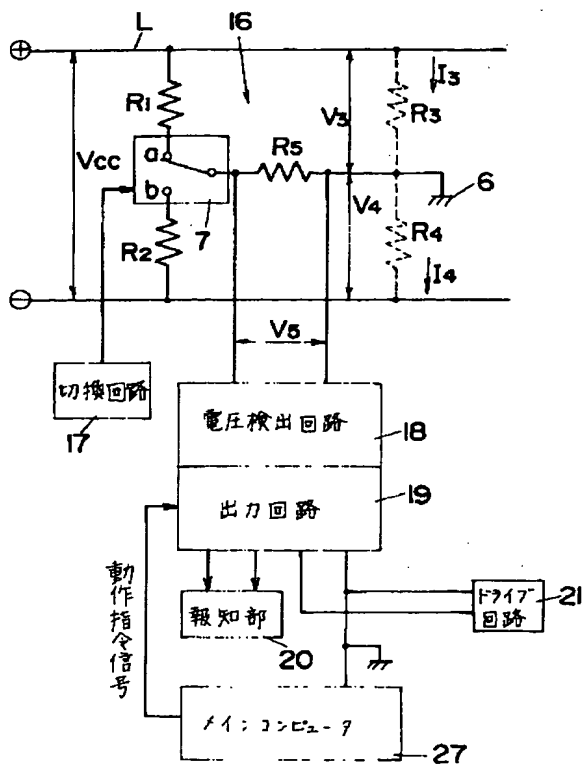 ⊕
L
16
R1
I3
Vcc
a
b
7
R5
V3
R3
6
V4
R2
R4
I4
⊖
V5
切換回路
17
電圧検出回路
18
出力回路
19
動作指令信号
報知部
20
ドライブ
回路
21
メインコンピュータ
27